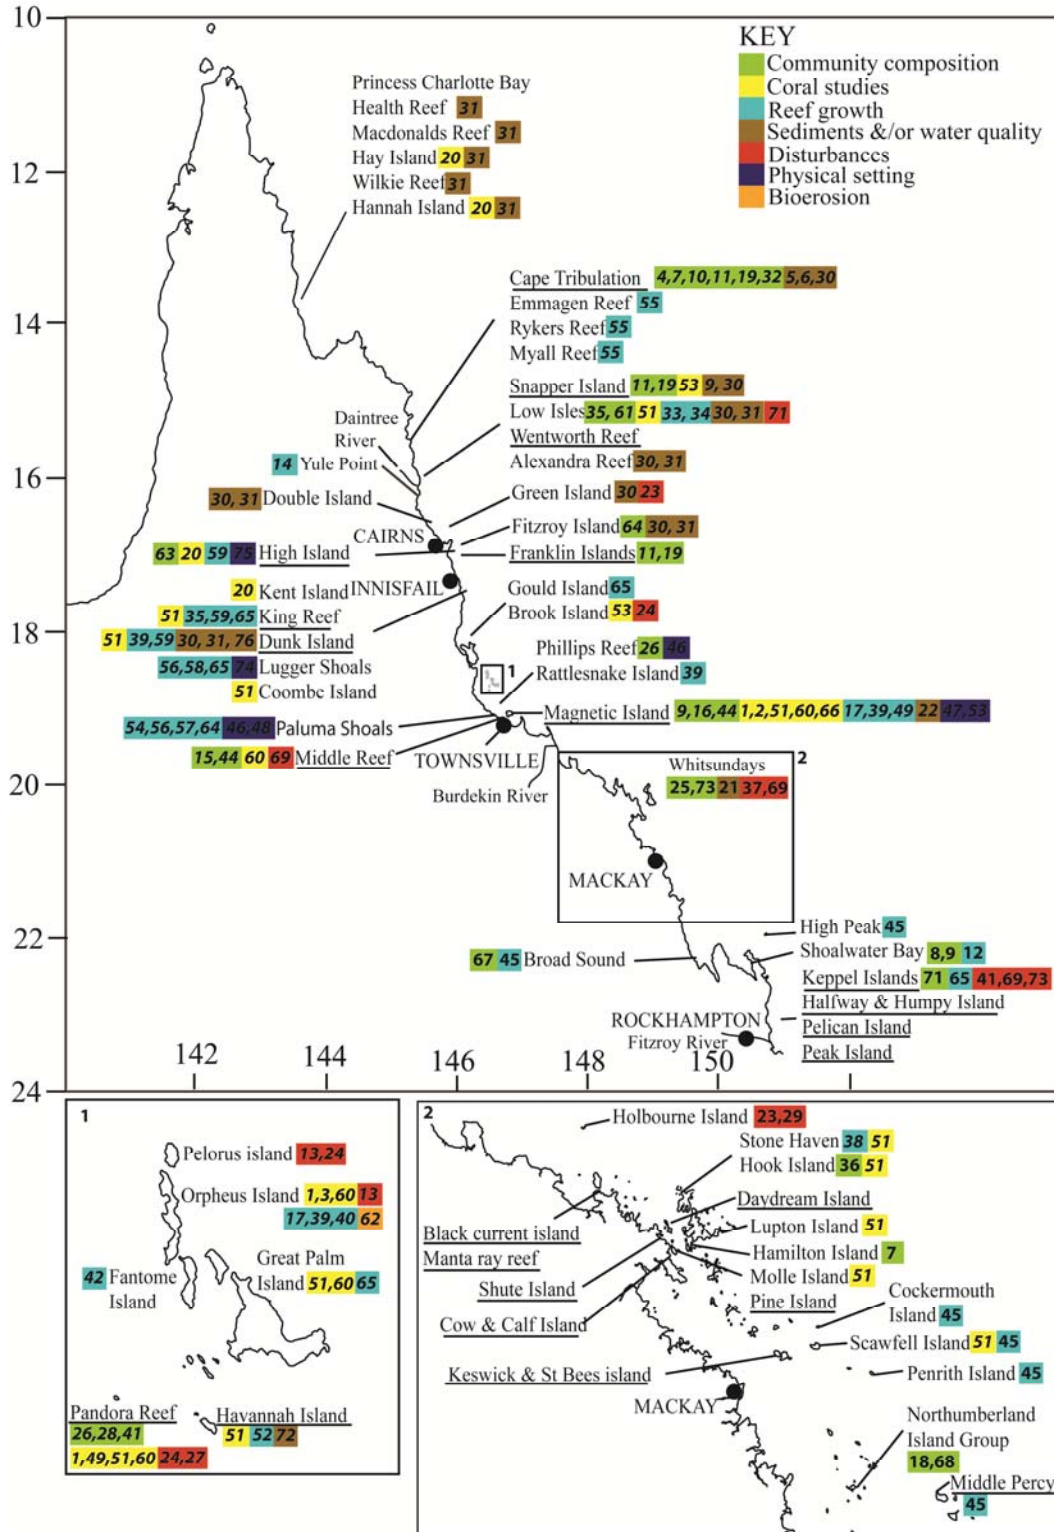 10
KEY
Community composition
Coral studies
Reef growth
Sediments &/or water quality
Disturbances
Physical setting
Bioerosion
Princess Charlotte Bay
Health Reef 31
Macdonalds Reef 31
Hay Island 20 31
Wilkie Reef 31
Hannah Island 20 31
12
Cape Tribulation 4,7,10,11,19,32 5,6,30
Emmagen Reef 55
Rykers Reef 55
Myall Reef 55
14
Snapper Island 11,19 53 9, 30
Low Isles 35, 61 51 33, 34 30, 31 71
Wentworth Reef
Alexandra Reef 30, 31
Daintree
River
14 Yule Point
16
30, 31 Double Island
Green Island 30 23
CAIRNS
Fitzroy Island 64 30, 31
63 20 59 75 High Island
Franklin Islands 11,19
20 Kent Island
INNISFAIL
Gould Island 65
51 35,59,65 King Reef
Brook Island 53 24
18
51 39,59 30, 31, 76 Dunk Island
Phillips Reef 26 46
56,58,65 74 Lugger Shoals
1
Rattlesnake Island 39
51 Coombe Island
Magnetic Island 9,16,44 1,2,51,60,66 17,39,49 22 47,53
54,56,57,64 46,48 Paluma Shoals
15,44 60 69 Middle Reef
TOWNSVILLE
2
Whitsundays
25,73 21 37,69
20
Burdekin River
MACKAY
22
High Peak 45
67 45 Broad Sound
Shoalwater Bay 8,9 12
Keppel Islands 71 65 41,69,73
Halfway & Humpy Island
ROCKHAMPTON
Fitzroy River
Pelican Island
Peak Island
142 144 146 148 150
24
1
Pelorus island 13,24
Orpheus Island 1,3,60 13
17,39,40 62
42 Fantome
Island
Great Palm
Island 51,60 65
Pandora Reef
26,28,41
1,49,51,60 24,27
Havannah Island
51 52 72
2
Holbourne Island 23,29
Stone Haven 38 51
Hook Island 36 51
Daydream Island
Black current island
Manta ray reef
Lupton Island 51
Hamilton Island 7
Molle Island 51
Shute Island
Pine Island
Cow & Calf Island
Cockermouth
Island 45
Scawfell Island 51 45
Keswick & St Bees island
Penrith Island 45
MACKAY
Northumberland
Island Group
18,68
Middle Percy
45